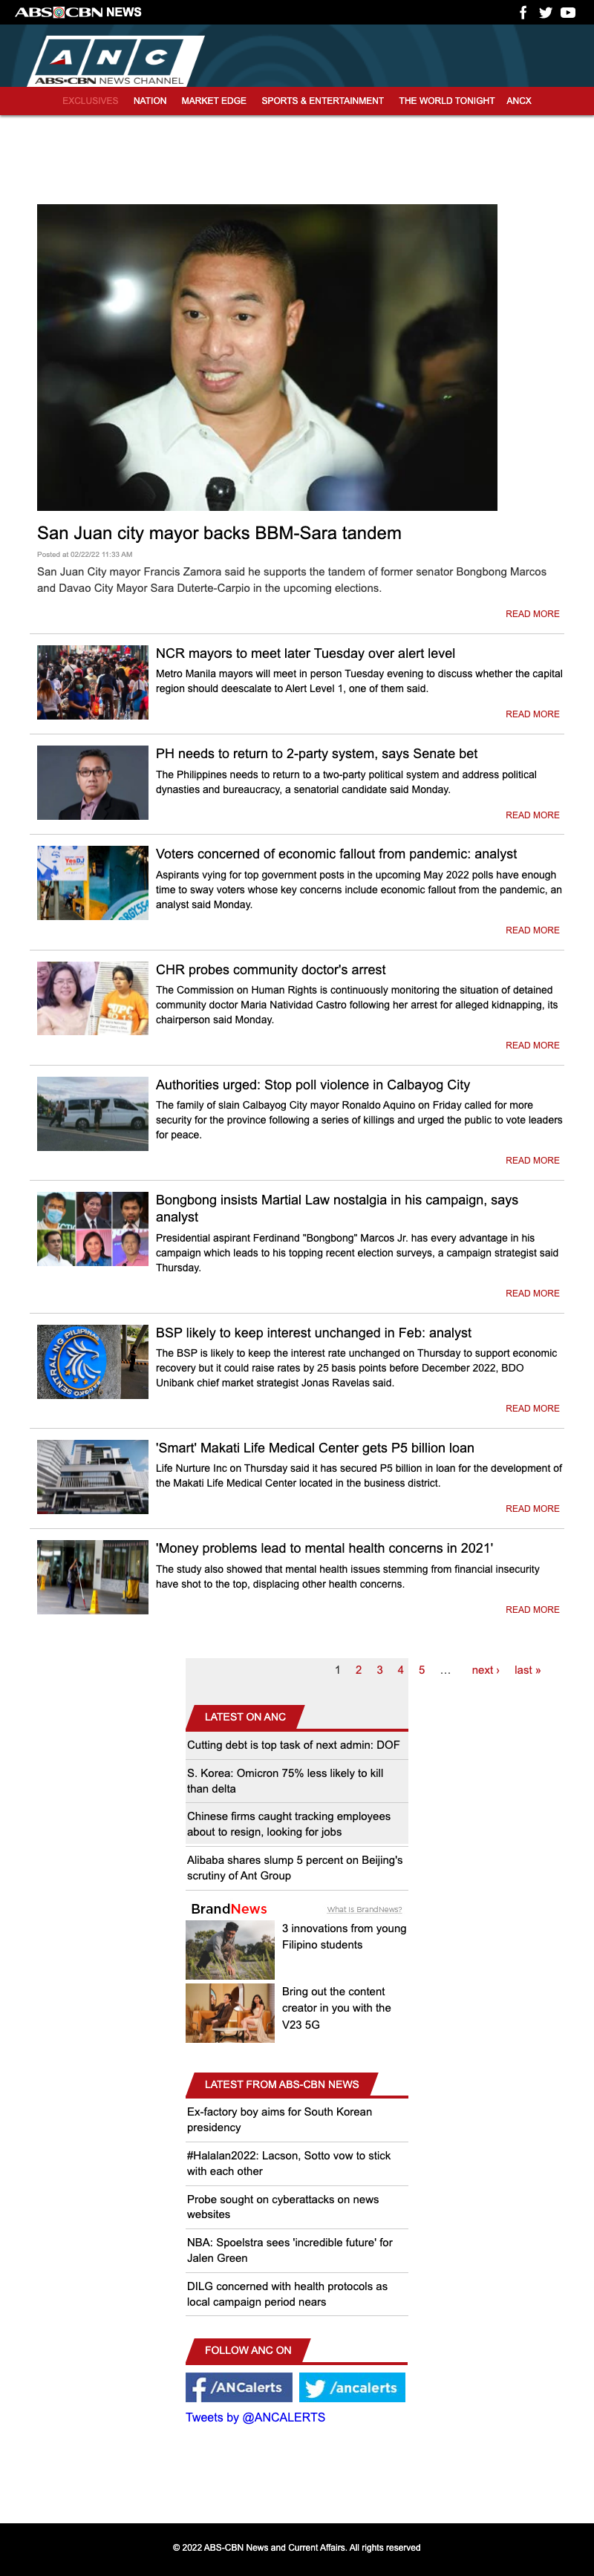 ABS-CBN NEWS
ANC
ABS-CBN NEWS CHANNEL
EXCLUSIVES NATION MARKET EDGE SPORTS & ENTERTAINMENT THE WORLD TONIGHT ANCX
San Juan city mayor backs BBM-Sara tandem
Posted at 02/22/22 11:33 AM
San Juan City mayor Francis Zamora said he supports the tandem of former senator Bongbong Marcos
and Davao City Mayor Sara Duterte-Carpio in the upcoming elections.
READ MORE
NCR mayors to meet later Tuesday over alert level
Metro Manila mayors will meet in person Tuesday evening to discuss whether the capital
region should deescalate to Alert Level 1, one of them said.
READ MORE
PH needs to return to 2-party system, says Senate bet
The Philippines needs to return to a two-party political system and address political
dynasties and bureaucracy, a senatorial candidate said Monday.
READ MORE
Voters concerned of economic fallout from pandemic: analyst
Aspirants vying for top government posts in the upcoming May 2022 polls have enough
time to sway voters whose key concerns include economic fallout from the pandemic, an
analyst said Monday.
READ MORE
CHR probes community doctor's arrest
The Commission on Human Rights is continuously monitoring the situation of detained
community doctor Maria Natividad Castro following her arrest for alleged kidnapping, its
chairperson said Monday.
READ MORE
Authorities urged: Stop poll violence in Calbayog City
The family of slain Calbayog City mayor Ronaldo Aquino on Friday called for more
security for the province following a series of killings and urged the public to vote leaders
for peace.
READ MORE
Bongbong insists Martial Law nostalgia in his campaign, says
analyst
Presidential aspirant Ferdinand "Bongbong" Marcos Jr. has every advantage in his
campaign which leads to his topping recent election surveys, a campaign strategist said
Thursday.
READ MORE
BSP likely to keep interest unchanged in Feb: analyst
The BSP is likely to keep the interest rate unchanged on Thursday to support economic
recovery but it could raise rates by 25 basis points before December 2022, BDO
Unibank chief market strategist Jonas Ravelas said.
READ MORE
'Smart' Makati Life Medical Center gets P5 billion loan
Life Nurture Inc on Thursday said it has secured P5 billion in loan for the development of
the Makati Life Medical Center located in the business district.
READ MORE
'Money problems lead to mental health concerns in 2021'
The study also showed that mental health issues stemming from financial insecurity
have shot to the top, displacing other health concerns.
READ MORE
1 2 3 4 5 … next › last »
LATEST ON ANC
Cutting debt is top task of next admin: DOF
S. Korea: Omicron 75% less likely to kill
than delta
Chinese firms caught tracking employees
about to resign, looking for jobs
Alibaba shares slump 5 percent on Beijing's
scrutiny of Ant Group
BrandNews What is BrandNews?
3 innovations from young
Filipino students
Bring out the content
creator in you with the
V23 5G
LATEST FROM ABS-CBN NEWS
Ex-factory boy aims for South Korean
presidency
#Halalan2022: Lacson, Sotto vow to stick
with each other
Probe sought on cyberattacks on news
websites
NBA: Spoelstra sees 'incredible future' for
Jalen Green
DILG concerned with health protocols as
local campaign period nears
FOLLOW ANC ON
/ANCalerts /ancalerts
Tweets by @ANCALERTS
© 2022 ABS-CBN News and Current Affairs. All rights reserved